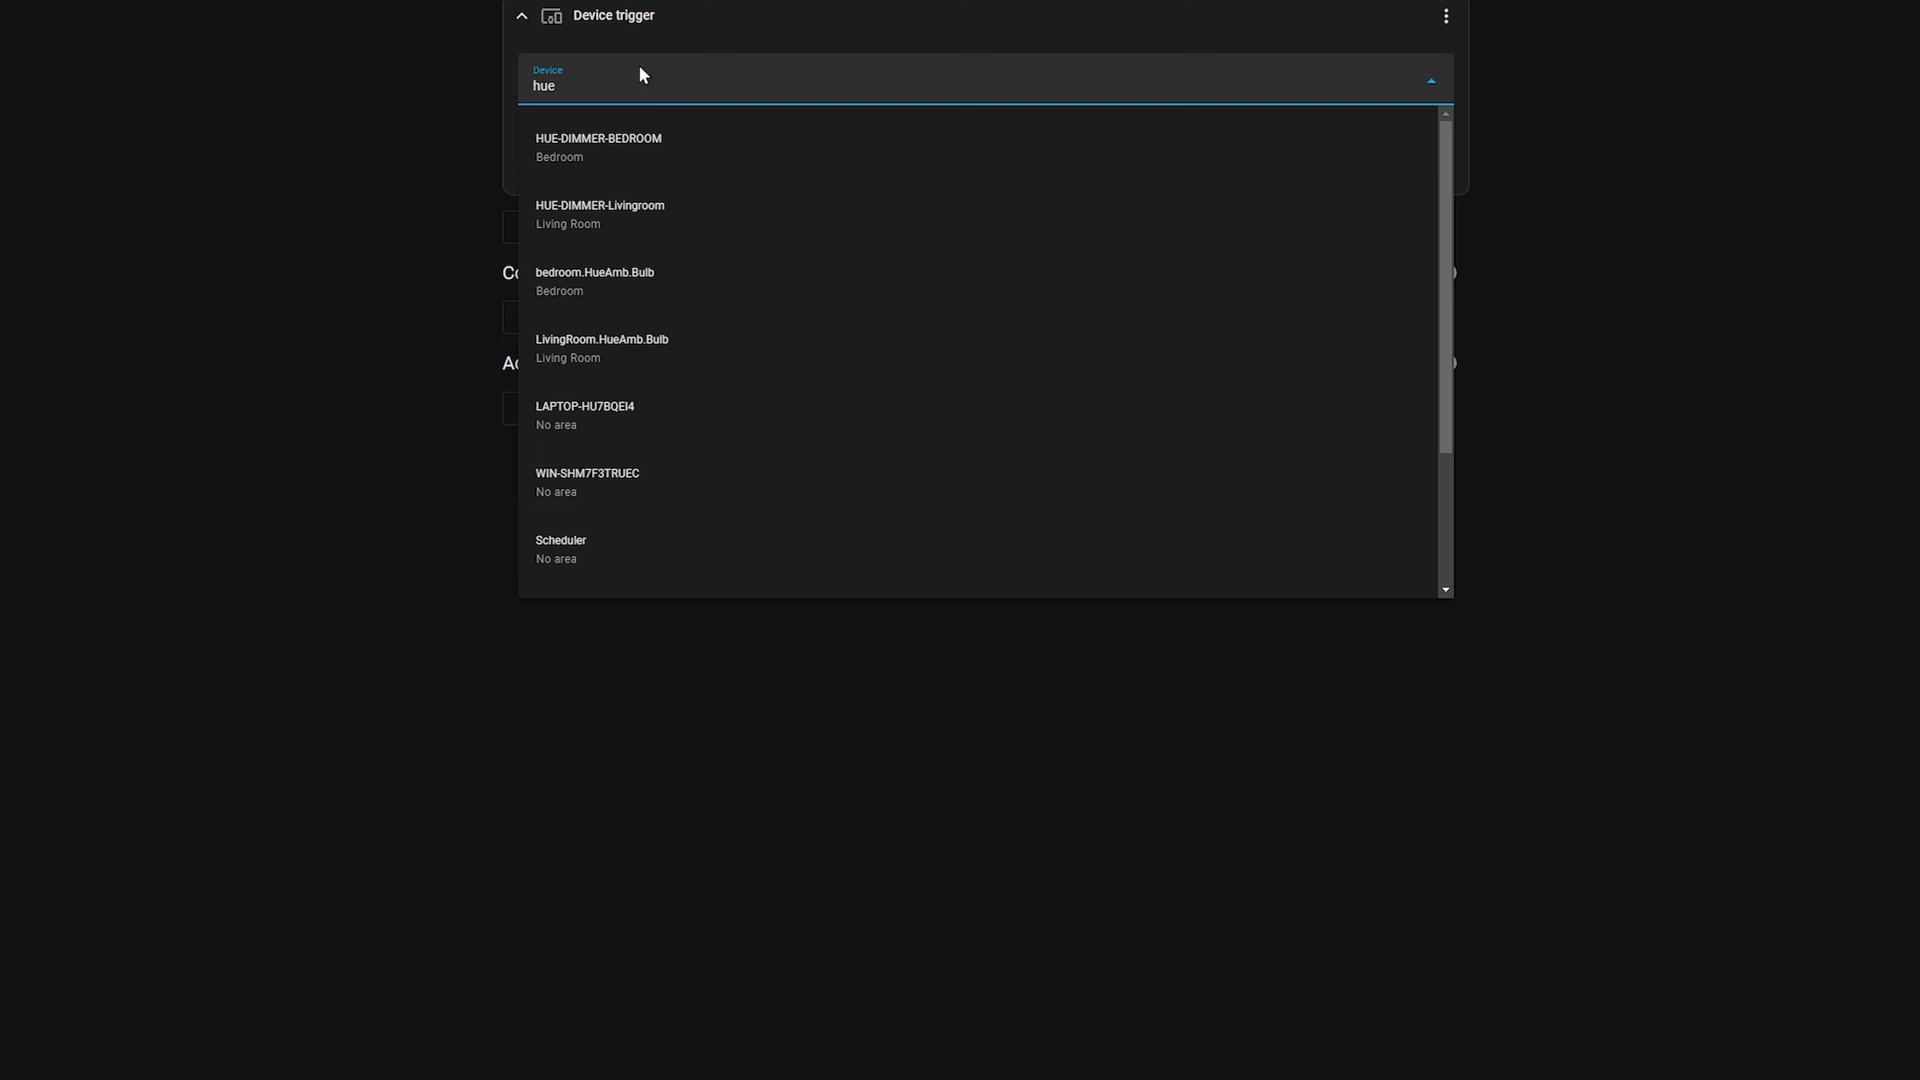 Device trigger
Device
hue
HUE-DIMMER-BEDROOM
Bedroom
HUE-DIMMER-Livingroom
Living Room
bedroom.HueAmb.Bulb
Bedroom
LivingRoom.HueAmb.Bulb
Living Room
LAPTOP-HU7BQEI4
No area
WIN-SHM7F3TRUEC
No area
Scheduler
No area